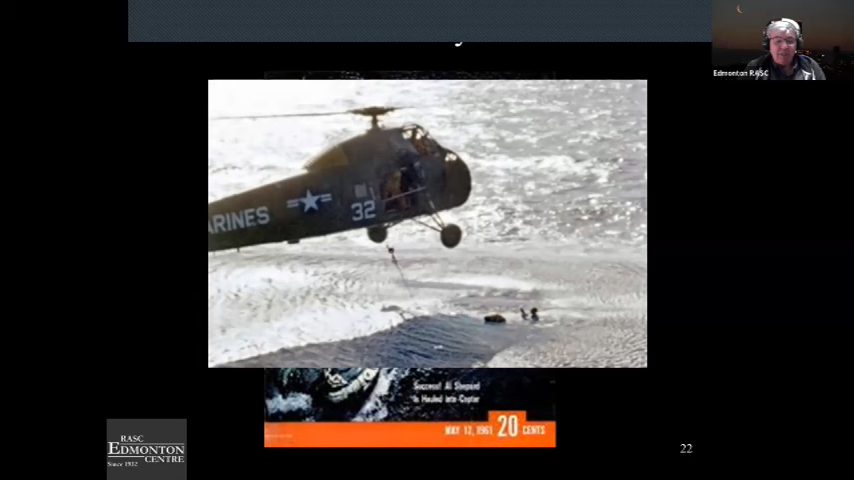 Edmonton RASC
ARINES
32
Success! Al Shepard
Is Hauled into Copter
MAY 12, 1961 20 CENTS
RASC
EDMONTON
CENTRE
Since 1932
22